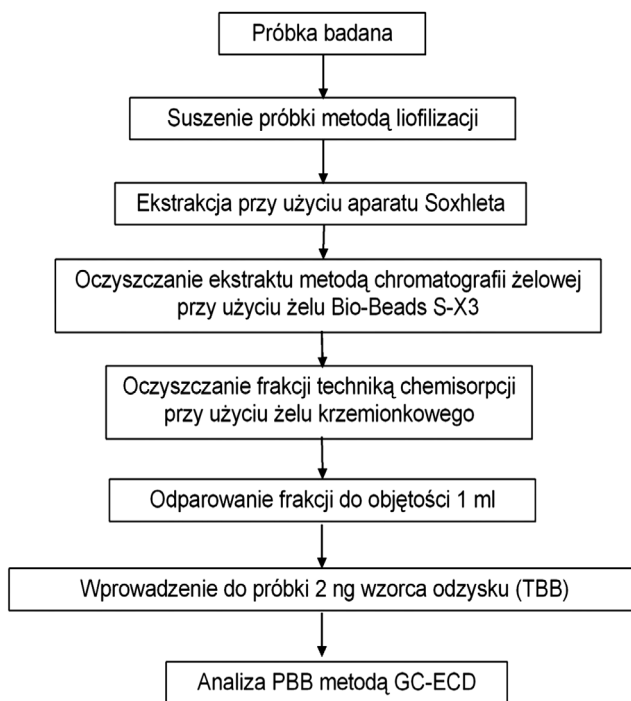 Próbka badana
Suszenie próbki metodą liofilizacji
Ekstrakcja przy użyciu aparatu Soxhleta
Oczyszczanie ekstraktu metodą chromatografii żelowej
przy użyciu żelu Bio-Beads S-X3
Oczyszczanie frakcji techniką chemisorpcji
przy użyciu żelu krzemionkowego
Odparowanie frakcji do objętości 1 ml
Wprowadzenie do próbki 2 ng wzorca odzysku (TBB)
Analiza PBB metodą GC-ECD